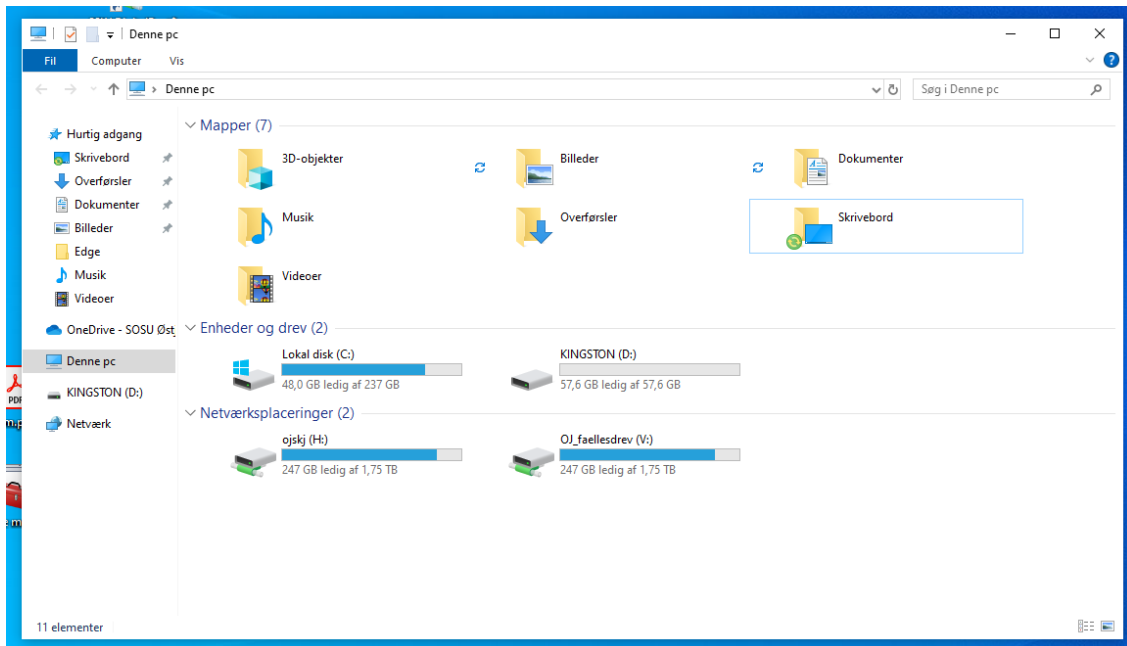 Denne pc
Fil Computer Vis
Denne pc
Søg i Denne pc
Hurtig adgang
Skrivebord
Overførsler
Dokumenter
Billeder
Edge
Musik
Videoer
OneDrive - SOSU Øst
Denne pc
KINGSTON (D:)
Netværk
Mapper (7)
3D-objekter
Billeder
Dokumenter
Musik
Overførsler
Skrivebord
Videoer
Enheder og drev (2)
Lokal disk (C:)
48,0 GB ledig af 237 GB
KINGSTON (D:)
57,6 GB ledig af 57,6 GB
Netværksplaceringer (2)
ojskj (H:)
247 GB ledig af 1,75 TB
OJ_faellesdrev (V:)
247 GB ledig af 1,75 TB
11 elementer
PDF